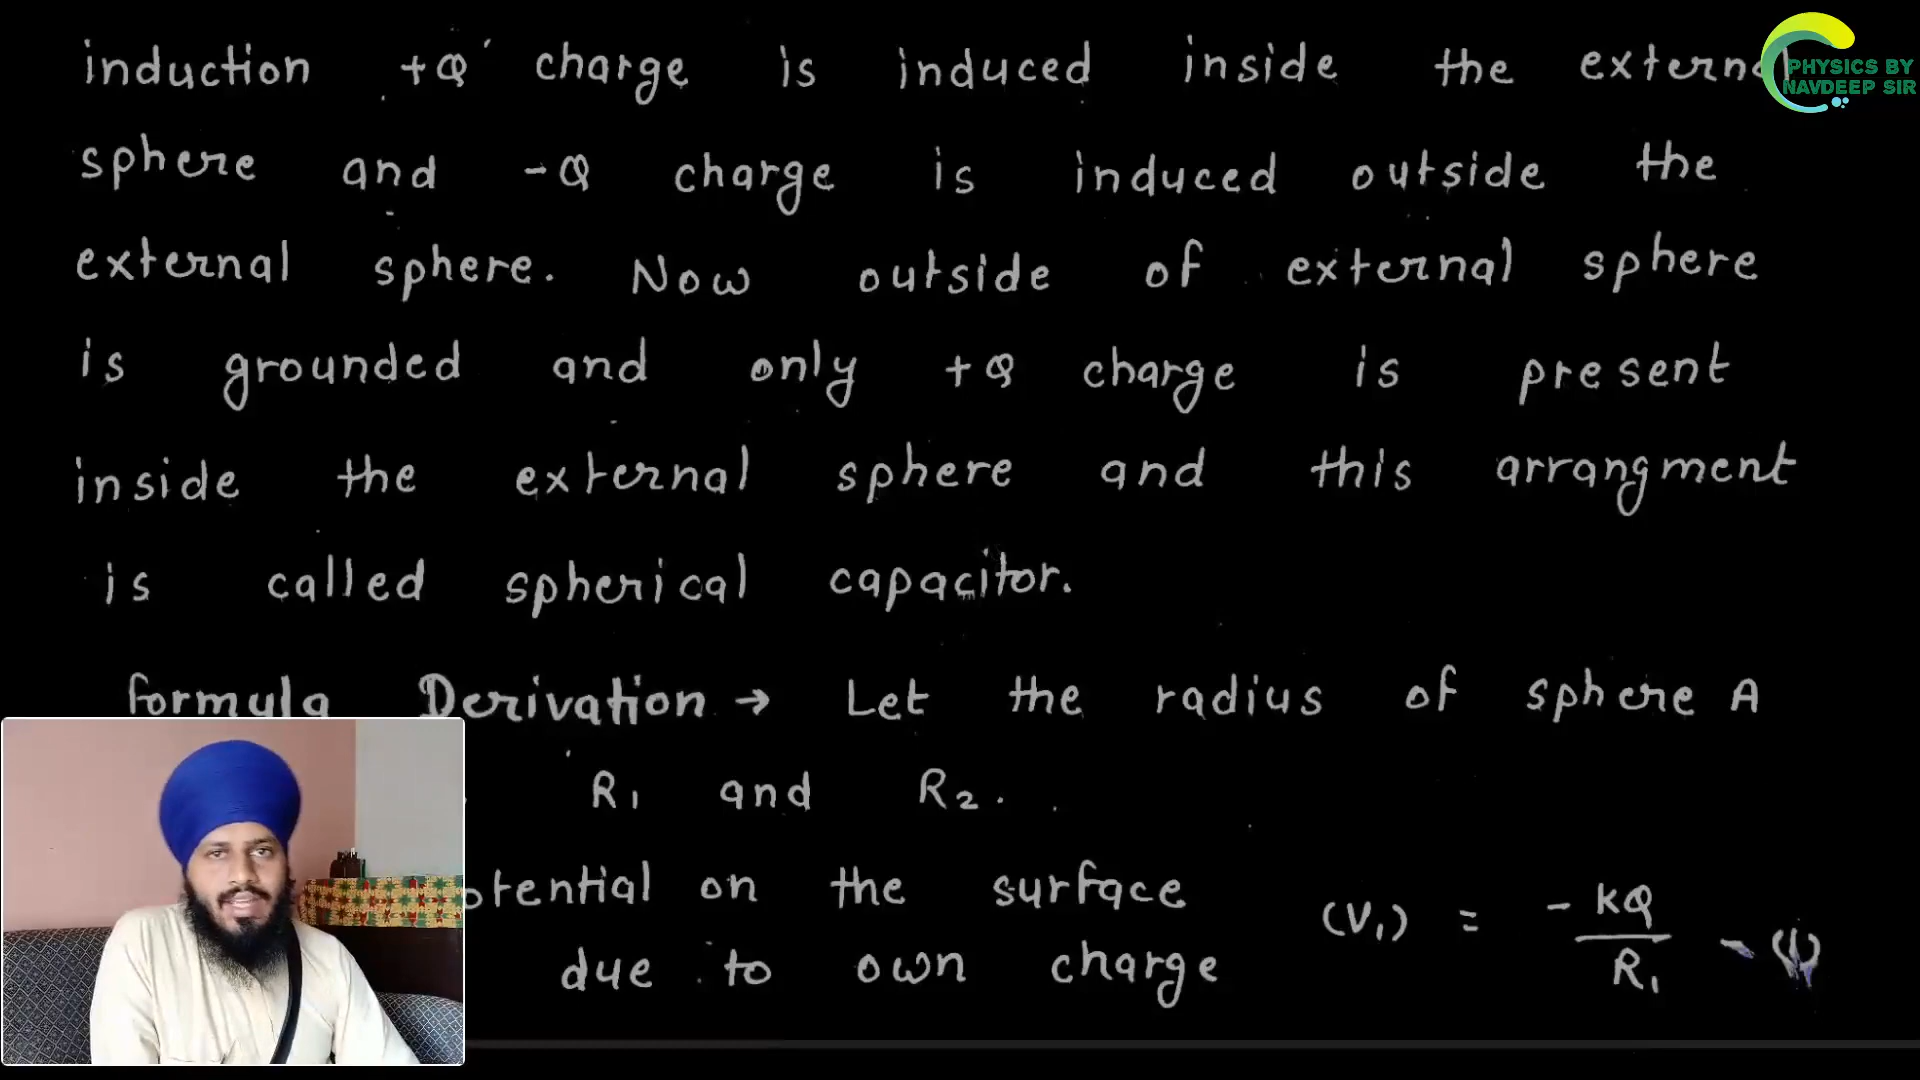 induction +Q charge is induced inside the external
PHYSICS BY
NAVDEEP SIR
sphere and -Q charge is induced outside the
external sphere. Now outside of external sphere
is grounded and only +Q charge is present
inside the external sphere and this arrangment
is called spherical capacitor.
formula Derivation → Let the radius of sphere A
R₁ and R₂.
otential on the surface
due to own charge
(V₁) = - KQ/R₁ - (1)